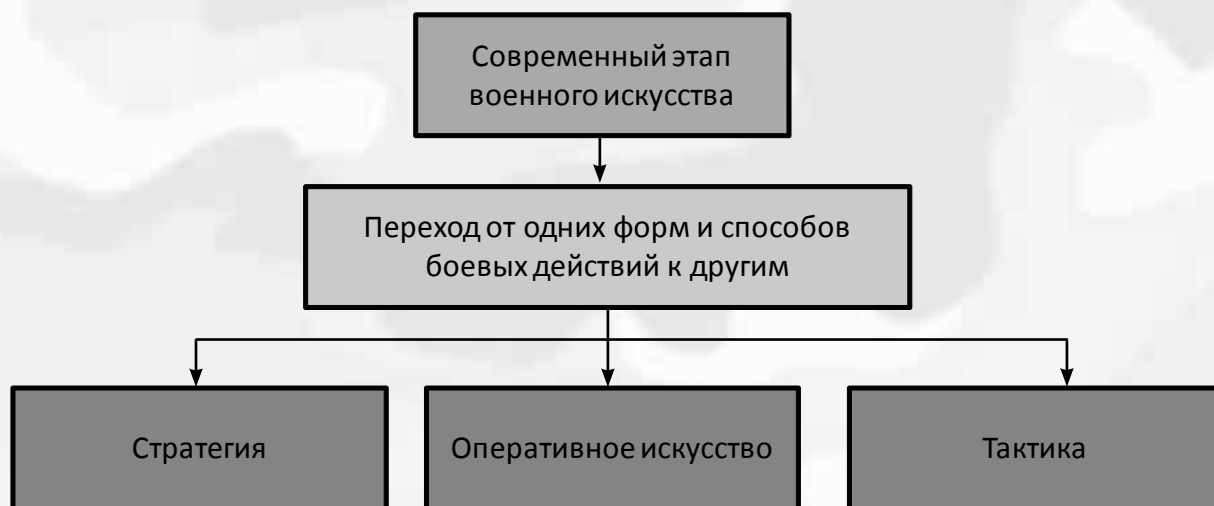 Современный этап
военного искусства
Переход от одних форм и способов
боевых действий к другим
Стратегия
Оперативное искусство
Тактика